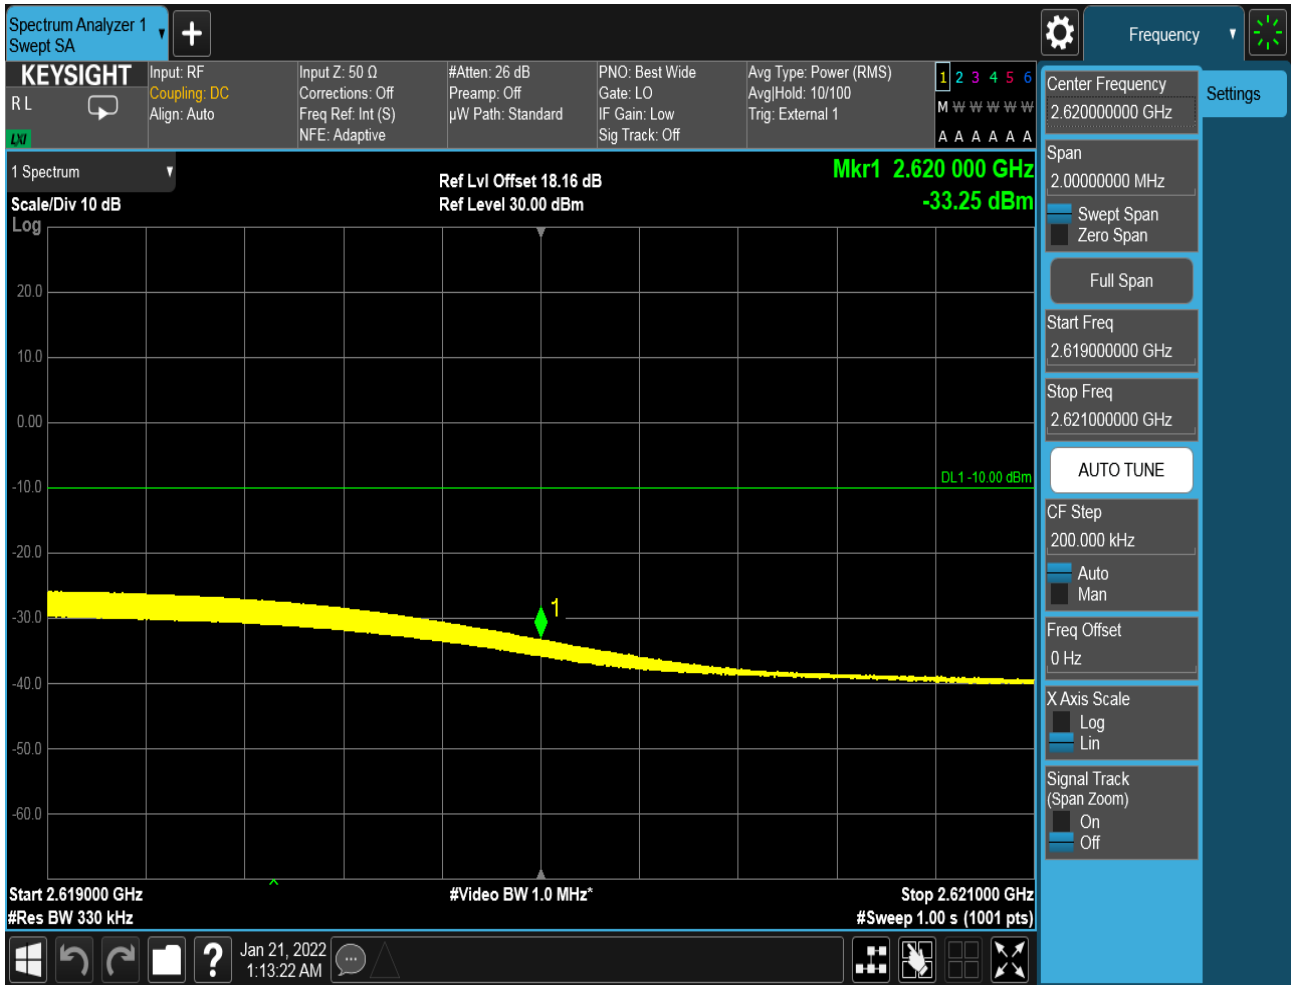 Spectrum Analyzer 1
Swept SA
Frequency
KEYSIGHT
R L
LXI
Input: RF
Coupling: DC
Align: Auto
Input Z: 50 Ω
Corrections: Off
Freq Ref: Int (S)
NFE: Adaptive
#Atten: 26 dB
Preamp: Off
µW Path: Standard
PNO: Best Wide
Gate: LO
IF Gain: Low
Sig Track: Off
Avg Type: Power (RMS)
Avg|Hold: 10/100
Trig: External 1
1 2 3 4 5 6
M W W W W W
A A A A A A
1 Spectrum
Scale/Div 10 dB
Log
Ref Lvl Offset 18.16 dB
Ref Level 30.00 dBm
Mkr1 2.620 000 GHz
-33.25 dBm
20.0
10.0
0.00
-10.0
-20.0
-30.0
-40.0
-50.0
-60.0
DL1 -10.00 dBm
1
Start 2.619000 GHz
#Res BW 330 kHz
#Video BW 1.0 MHz*
Stop 2.621000 GHz
#Sweep 1.00 s (1001 pts)
Jan 21, 2022
1:13:22 AM
Center Frequency
2.620000000 GHz
Span
2.00000000 MHz
Swept Span
Zero Span
Full Span
Start Freq
2.619000000 GHz
Stop Freq
2.621000000 GHz
AUTO TUNE
CF Step
200.000 kHz
Auto
Man
Freq Offset
0 Hz
X Axis Scale
Log
Lin
Signal Track
(Span Zoom)
On
Off
Settings